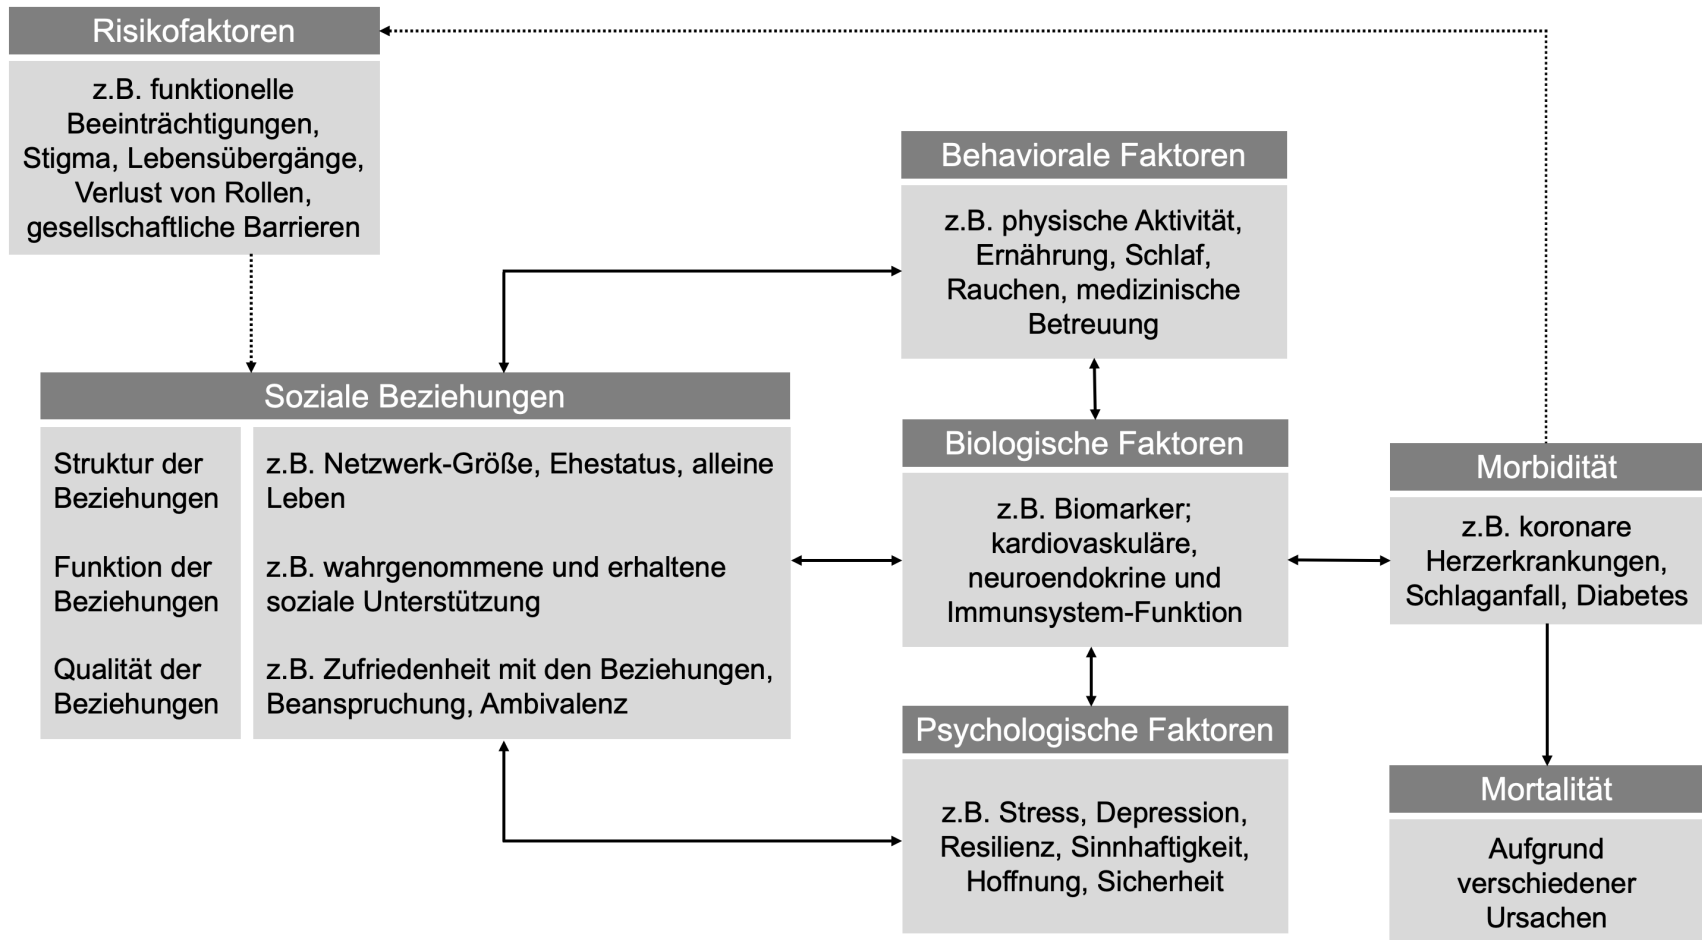 Risikofaktoren
z.B. funktionelle
Beeinträchtigungen,
Stigma, Lebensübergänge,
Verlust von Rollen,
gesellschaftliche Barrieren
Behaviorale Faktoren
z.B. physische Aktivität,
Ernährung, Schlaf,
Rauchen, medizinische
Betreuung
Soziale Beziehungen
Struktur der
Beziehungen
z.B. Netzwerk-Größe, Ehestatus, alleine
Leben
Funktion der
Beziehungen
z.B. wahrgenommene und erhaltene
soziale Unterstützung
Qualität der
Beziehungen
z.B. Zufriedenheit mit den Beziehungen,
Beanspruchung, Ambivalenz
Biologische Faktoren
z.B. Biomarker;
kardiovaskuläre,
neuroendokrine und
Immunsystem-Funktion
Psychologische Faktoren
z.B. Stress, Depression,
Resilienz, Sinnhaftigkeit,
Hoffnung, Sicherheit
Morbidität
z.B. koronare
Herzerkrankungen,
Schlaganfall, Diabetes
Mortalität
Aufgrund
verschiedener
Ursachen